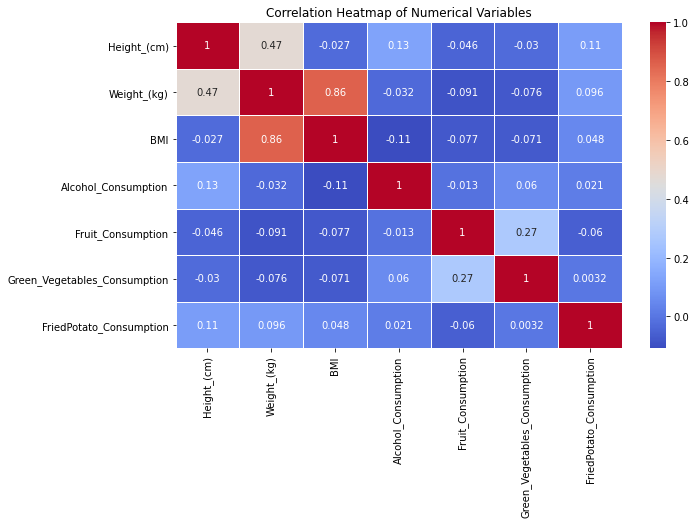 Correlation Heatmap of Numerical Variables
Height_(cm) 1 0.47 -0.027 0.13 -0.046 -0.03 0.11
Weight_(kg) 0.47 1 0.86 -0.032 -0.091 -0.076 0.096
BMI -0.027 0.86 1 -0.11 -0.077 -0.071 0.048
Alcohol_Consumption 0.13 -0.032 -0.11 1 -0.013 0.06 0.021
Fruit_Consumption -0.046 -0.091 -0.077 -0.013 1 0.27 -0.06
Green_Vegetables_Consumption -0.03 -0.076 -0.071 0.06 0.27 1 0.0032
FriedPotato_Consumption 0.11 0.096 0.048 0.021 -0.06 0.0032 1
Height_(cm)
Weight_(kg)
BMI
Alcohol_Consumption
Fruit_Consumption
Green_Vegetables_Consumption
FriedPotato_Consumption
1.0
0.8
0.6
0.4
0.2
0.0